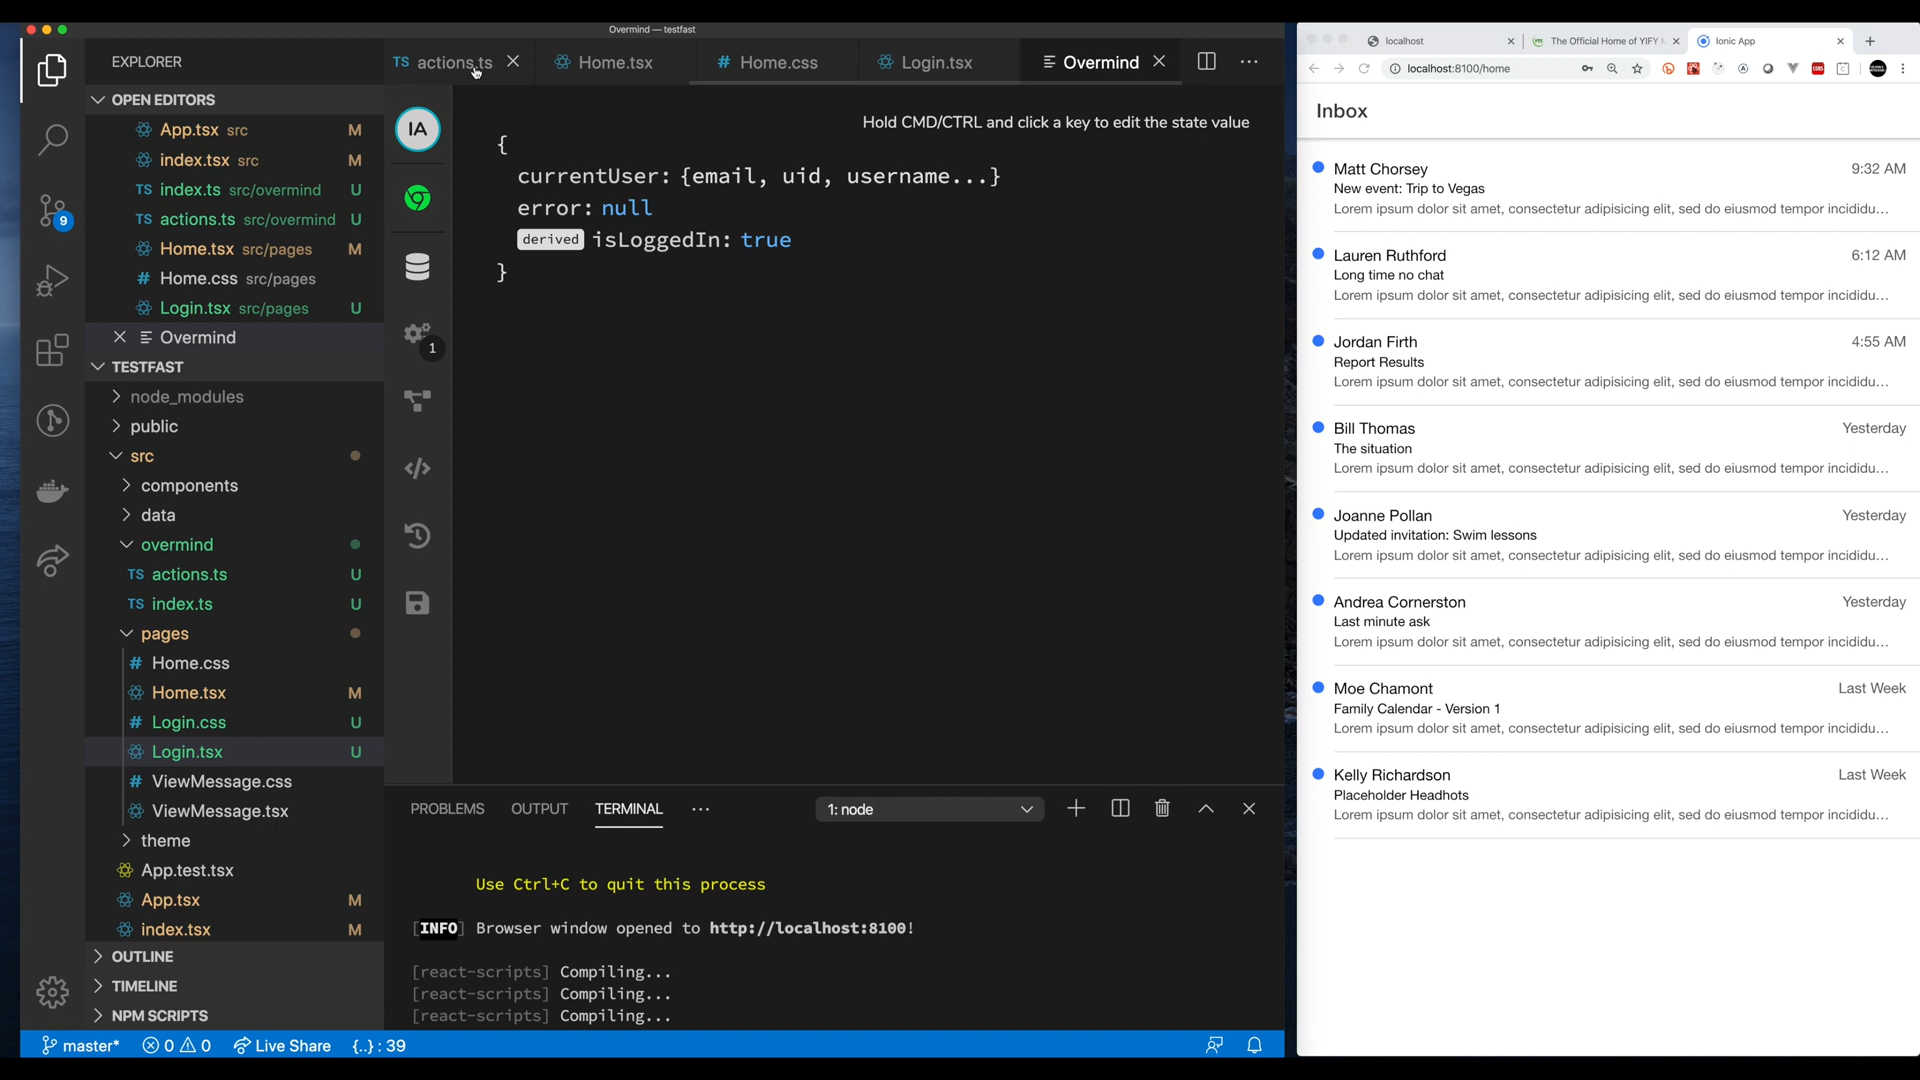 Overmind — testfast
EXPLORER
OPEN EDITORS
App.tsx src M
index.tsx src M
TS index.ts src/overmind U
TS actions.ts src/overmind U
Home.tsx src/pages M
# Home.css src/pages
Login.tsx src/pages U
Overmind
TESTFAST
node_modules
public
src
components
data
overmind
TS actions.ts U
TS index.ts U
pages
# Home.css
Home.tsx M
# Login.css U
Login.tsx U
# ViewMessage.css
ViewMessage.tsx
theme
App.test.tsx
App.tsx M
index.tsx M
OUTLINE
TIMELINE
NPM SCRIPTS
9
TS actions.ts
Home.tsx
# Home.css
Login.tsx
Overmind
IA
1
Hold CMD/CTRL and click a key to edit the state value
{
currentUser: {email, uid, username...}
error: null
derived isLoggedIn: true
}
PROBLEMS OUTPUT TERMINAL ... 1: node
Use Ctrl+C to quit this process
[INFO] Browser window opened to http://localhost:8100!
[react-scripts] Compiling...
[react-scripts] Compiling...
[react-scripts] Compiling...
master* 0 0 Live Share {..} : 39
localhost
The Official Home of YIFY
Ionic App
localhost:8100/home
Inbox
Matt Chorsey 9:32 AM
New event: Trip to Vegas
Lorem ipsum dolor sit amet, consectetur adipisicing elit, sed do eiusmod tempor incididu…
Lauren Ruthford 6:12 AM
Long time no chat
Lorem ipsum dolor sit amet, consectetur adipisicing elit, sed do eiusmod tempor incididu…
Jordan Firth 4:55 AM
Report Results
Lorem ipsum dolor sit amet, consectetur adipisicing elit, sed do eiusmod tempor incididu…
Bill Thomas Yesterday
The situation
Lorem ipsum dolor sit amet, consectetur adipisicing elit, sed do eiusmod tempor incididu…
Joanne Pollan Yesterday
Updated invitation: Swim lessons
Lorem ipsum dolor sit amet, consectetur adipisicing elit, sed do eiusmod tempor incididu…
Andrea Cornerston Yesterday
Last minute ask
Lorem ipsum dolor sit amet, consectetur adipisicing elit, sed do eiusmod tempor incididu…
Moe Chamont Last Week
Family Calendar - Version 1
Lorem ipsum dolor sit amet, consectetur adipisicing elit, sed do eiusmod tempor incididu…
Kelly Richardson Last Week
Placeholder Headhots
Lorem ipsum dolor sit amet, consectetur adipisicing elit, sed do eiusmod tempor incididu…